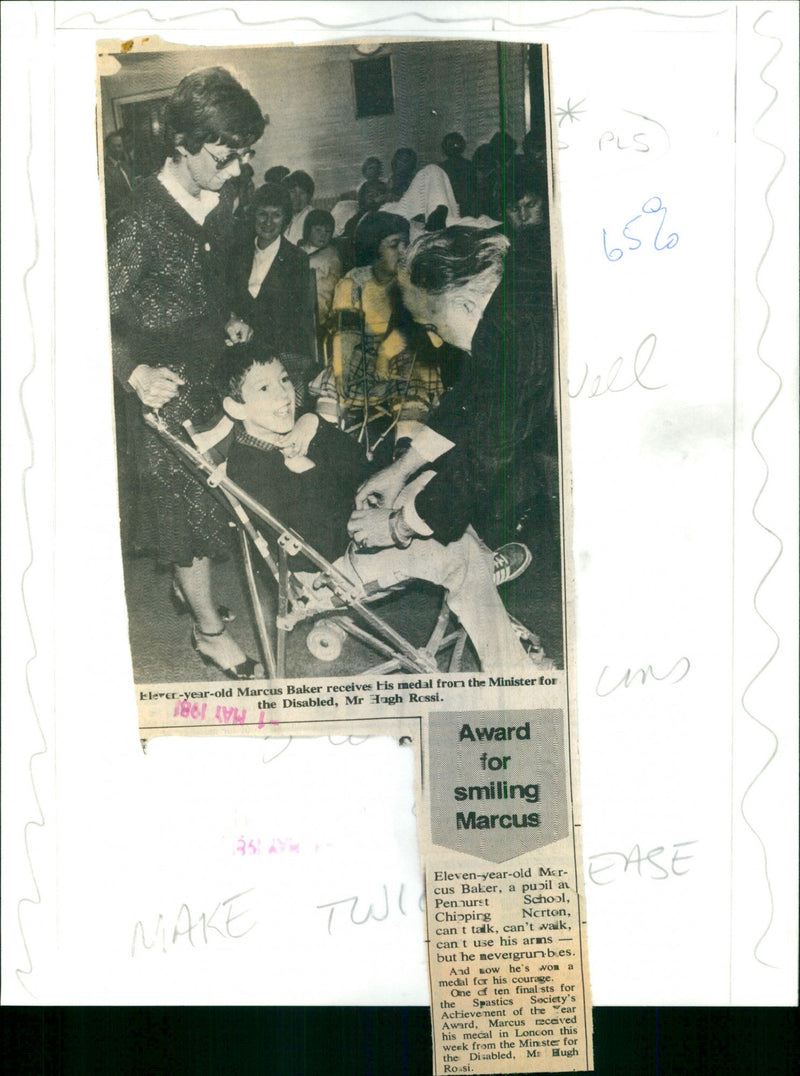 PLS
65%
Eleven-year-old Marcus Baker receives his medal from the Minister for
the Disabled, Mr Hugh Rossi.
-1 MAY 1981
Award
for
smiling
Marcus
MAKE
EASE
Eleven-year-old Mar-
cus Baker, a pupil at
Penhurst School,
Chipping Norton,
can't talk, can't walk,
can't use his arms —
but he never grumbles.
And now he's won a
medal for his courage.
One of ten finalists for
the Spastics Society's
Achievement of the Year
Award, Marcus received
his medal in London this
week from the Minister for
the Disabled, Mr Hugh
Rossi.